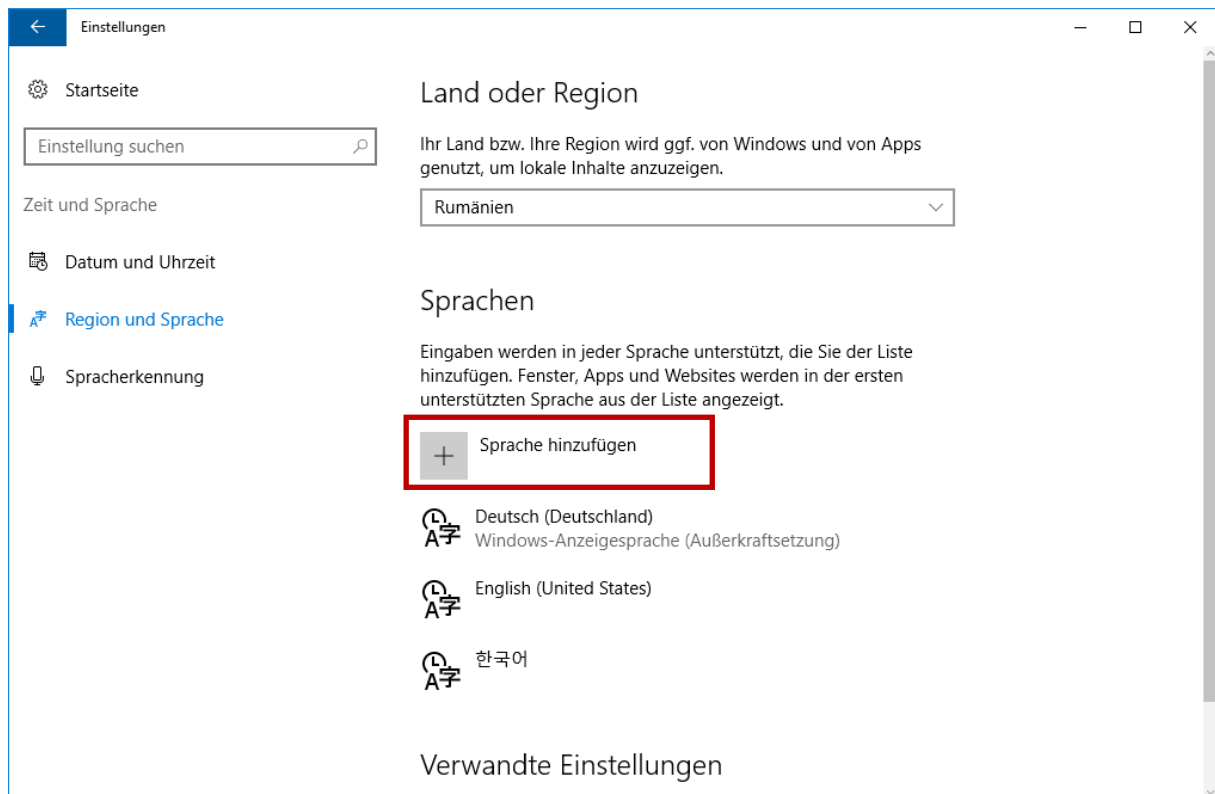 Einstellungen
Startseite
Einstellung suchen
Zeit und Sprache
Datum und Uhrzeit
Region und Sprache
Spracherkennung
Land oder Region
Ihr Land bzw. Ihre Region wird ggf. von Windows und von Apps
genutzt, um lokale Inhalte anzuzeigen.
Rumänien
Sprachen
Eingaben werden in jeder Sprache unterstützt, die Sie der Liste
hinzufügen. Fenster, Apps und Websites werden in der ersten
unterstützten Sprache aus der Liste angezeigt.
Sprache hinzufügen
Deutsch (Deutschland)
Windows-Anzeigesprache (Außerkraftsetzung)
English (United States)
한국어
Verwandte Einstellungen